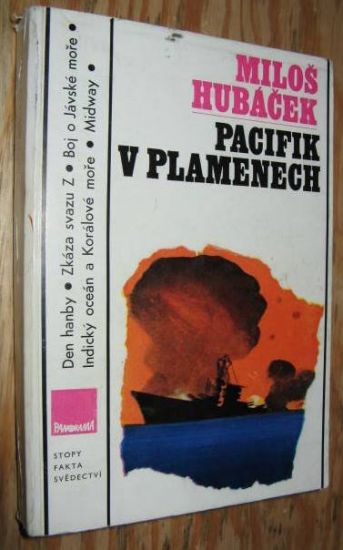 MILOŠ
HUBÁČEK
PACIFIK
V PLAMENECH
Den hanby • Zkáza svazu Z • Boj o Jávské moře •
Indický oceán a Korálové moře • Midway •
PANORAMA
STOPY
FAKTA
SVĚDECTVÍ